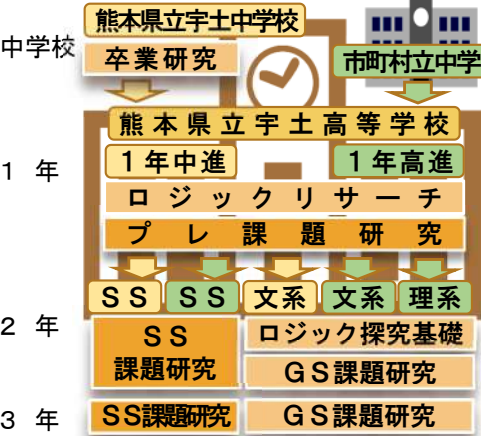 熊本県立宇土中学校
中学校
卒業研究
市町村立中学
熊本県立宇土高等学校
1年
1年中進
1年高進
ロジックリサーチ
プレ課題研究
SS
SS
文系
文系
理系
2年
SS
課題研究
ロジック探究基礎
GS課題研究
3年
SS課題研究
GS課題研究